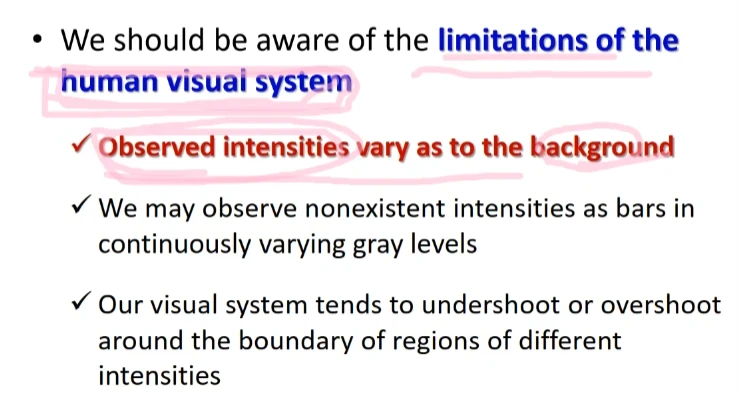 • We should be aware of the limitations of the
human visual system
✓ Observed intensities vary as to the background
✓ We may observe nonexistent intensities as bars in
continuously varying gray levels
✓ Our visual system tends to undershoot or overshoot
around the boundary of regions of different
intensities